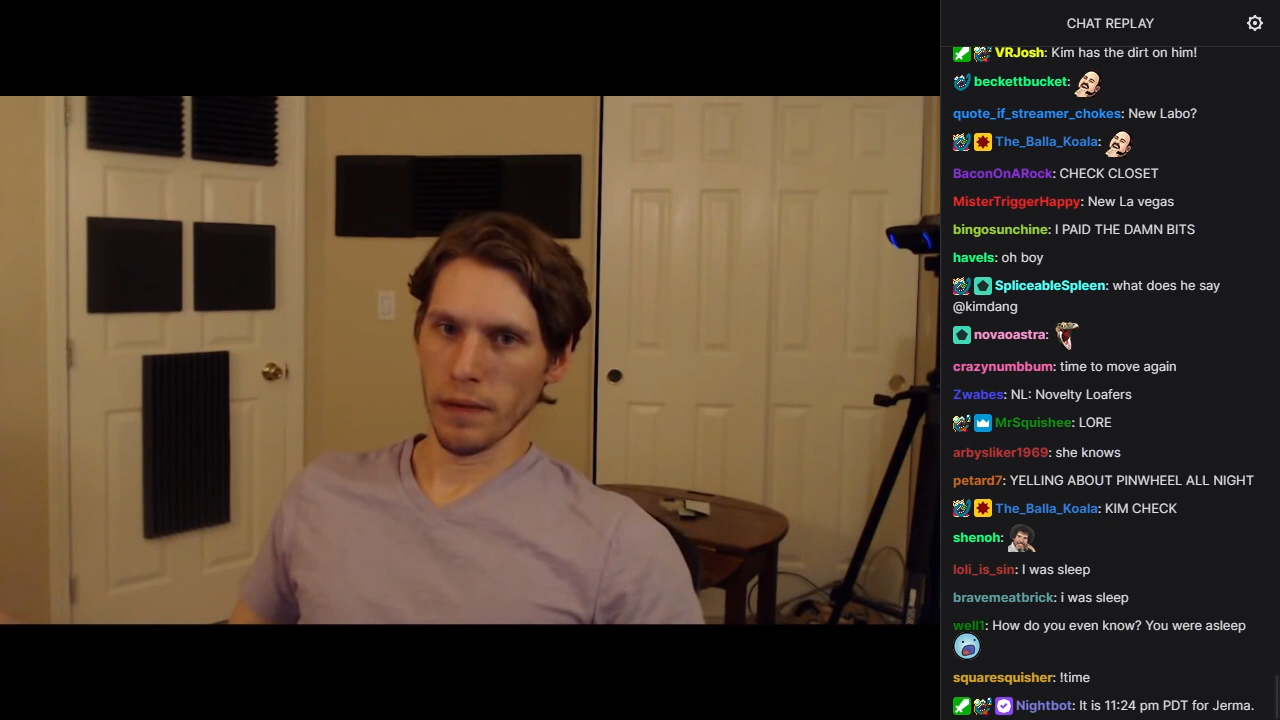 CHAT REPLAY
VRJosh: Kim has the dirt on him!
beckettbucket:
quote_if_streamer_chokes: New Labo?
The_Balla_Koala:
BaconOnARock: CHECK CLOSET
MisterTriggerHappy: New La vegas
bingosunchine: I PAID THE DAMN BITS
havels: oh boy
SpliceableSpleen: what does he say
@kimdang
novaoastra:
crazynumbbum: time to move again
Zwabes: NL: Novelty Loafers
MrSquishee: LORE
arbysliker1969: she knows
petard7: YELLING ABOUT PINWHEEL ALL NIGHT
The_Balla_Koala: KIM CHECK
shenoh:
loli_is_sin: I was sleep
bravemeatbrick: i was sleep
well1: How do you even know? You were asleep
squaresquisher: !time
Nightbot: It is 11:24 pm PDT for Jerma.